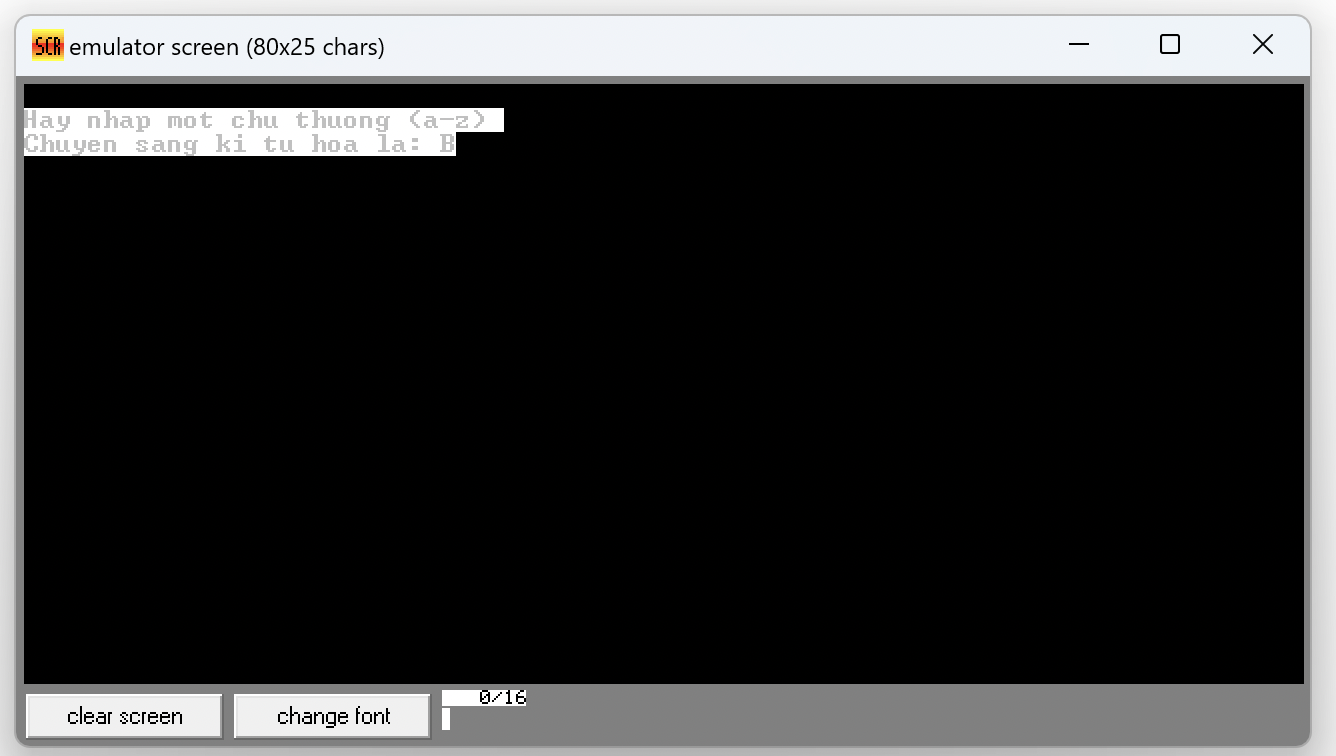 SCR emulator screen (80x25 chars)
Hay nhap mot chu thuong (a-z)
Chuyen sang ki tu hoa la: B
clear screen
change font
0/16